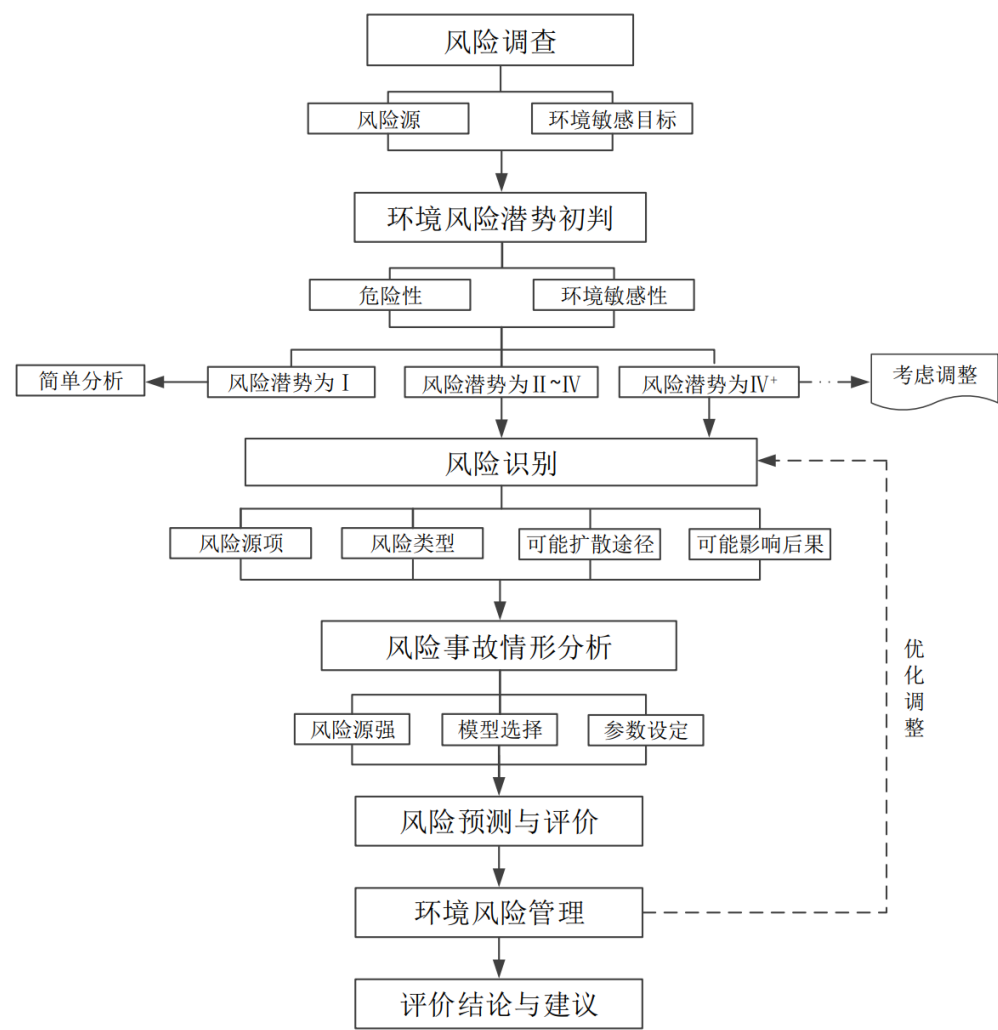 风险调查
风险源
环境敏感目标
环境风险潜势初判
危险性
环境敏感性
简单分析
风险潜势为Ⅰ
风险潜势为Ⅱ~Ⅳ
风险潜势为Ⅳ⁺
考虑调整
风险识别
风险源项
风险类型
可能扩散途径
可能影响后果
风险事故情形分析
优化调整
风险源强
模型选择
参数设定
风险预测与评价
环境风险管理
评价结论与建议